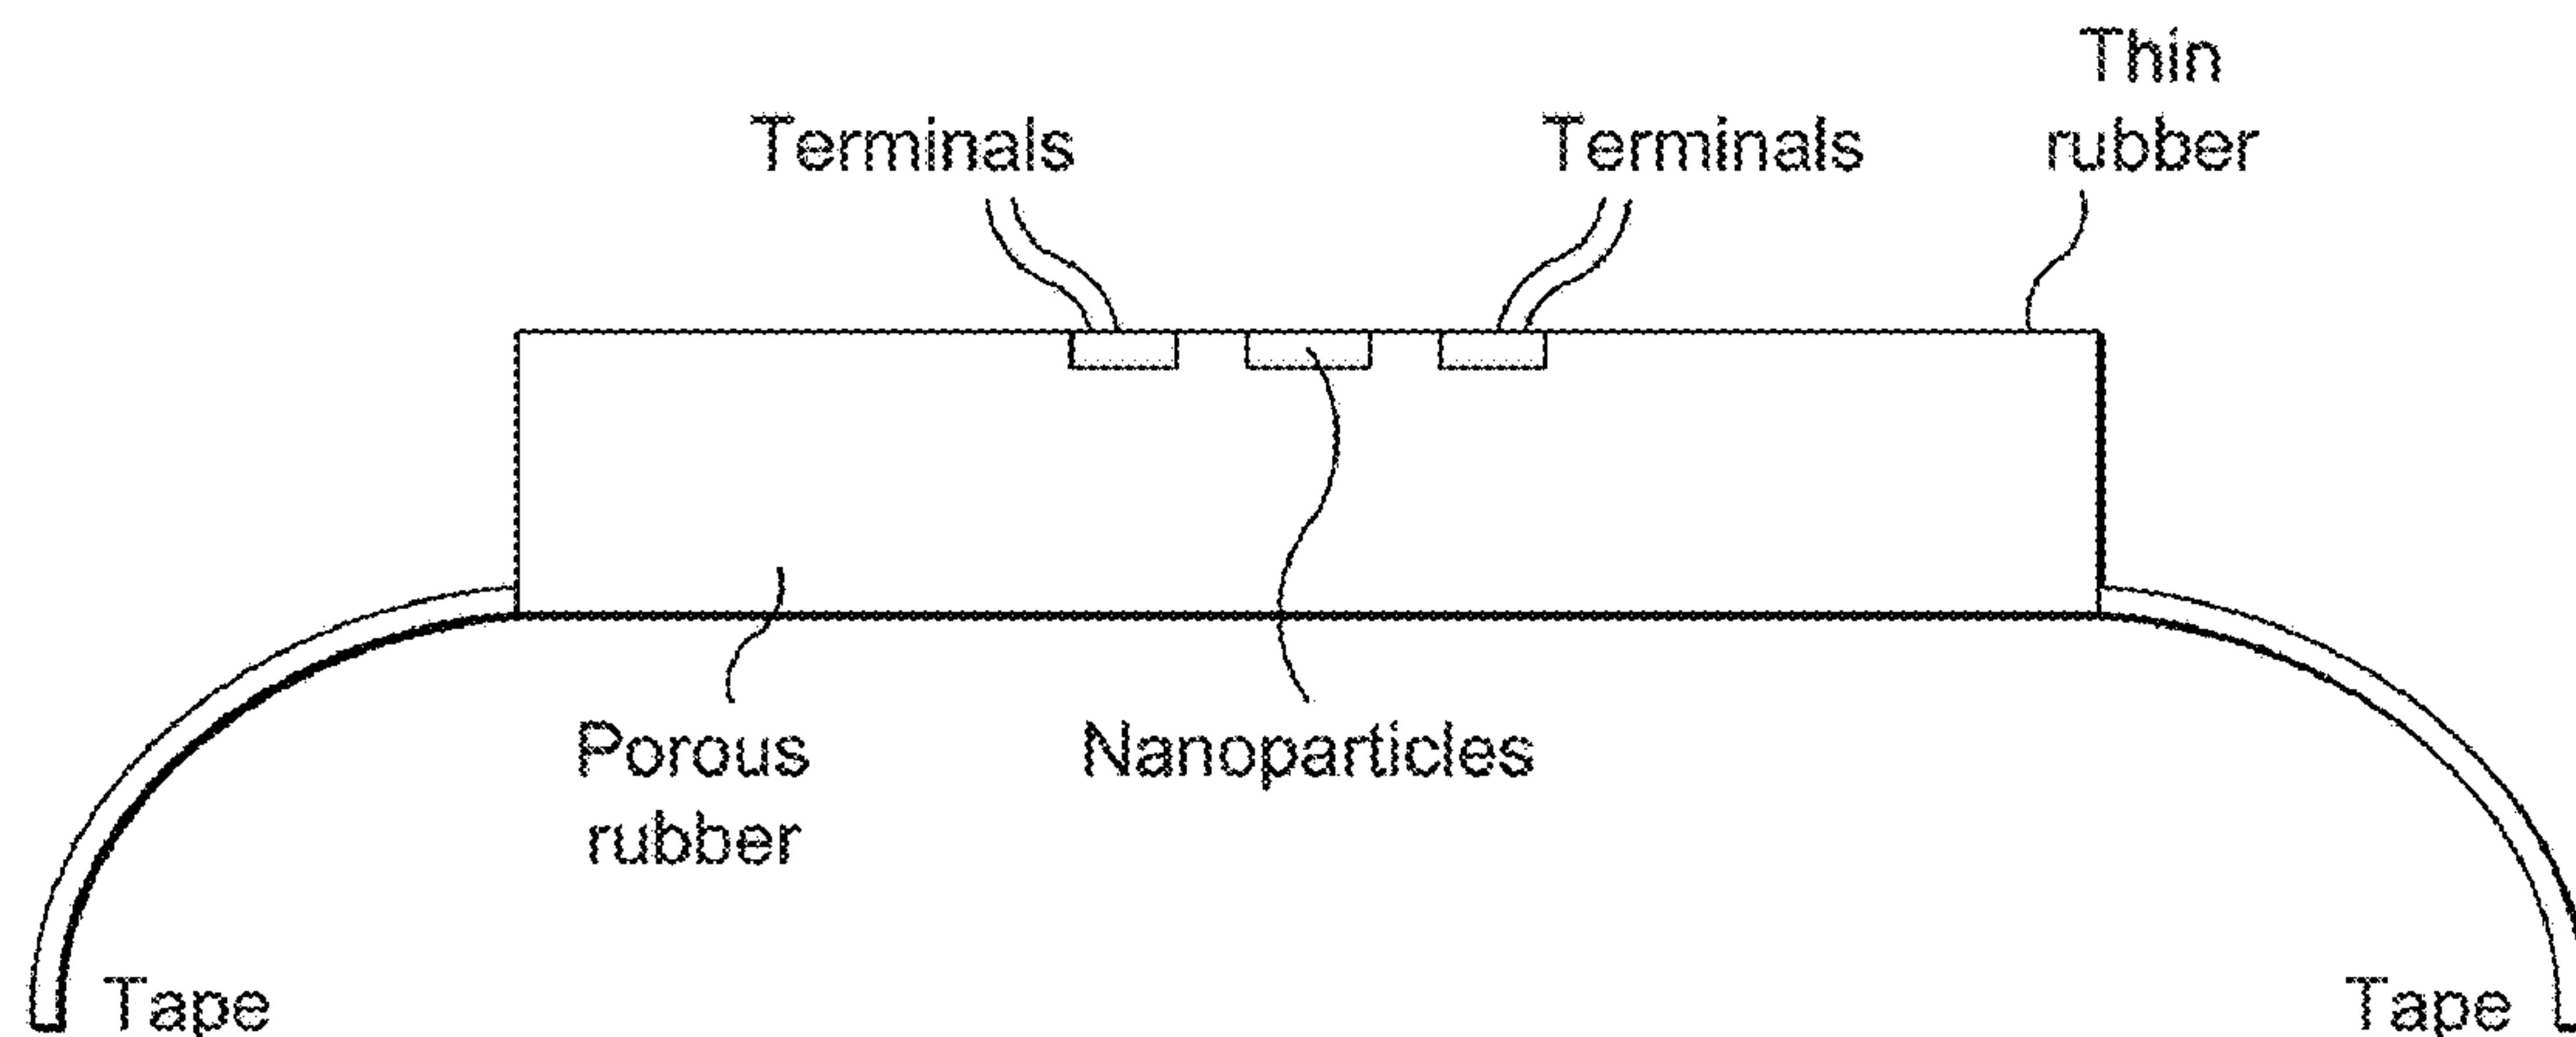 Thin
rubber
Terminals
Terminals
Porous
rubber
Nanoparticles
Tape
Tape